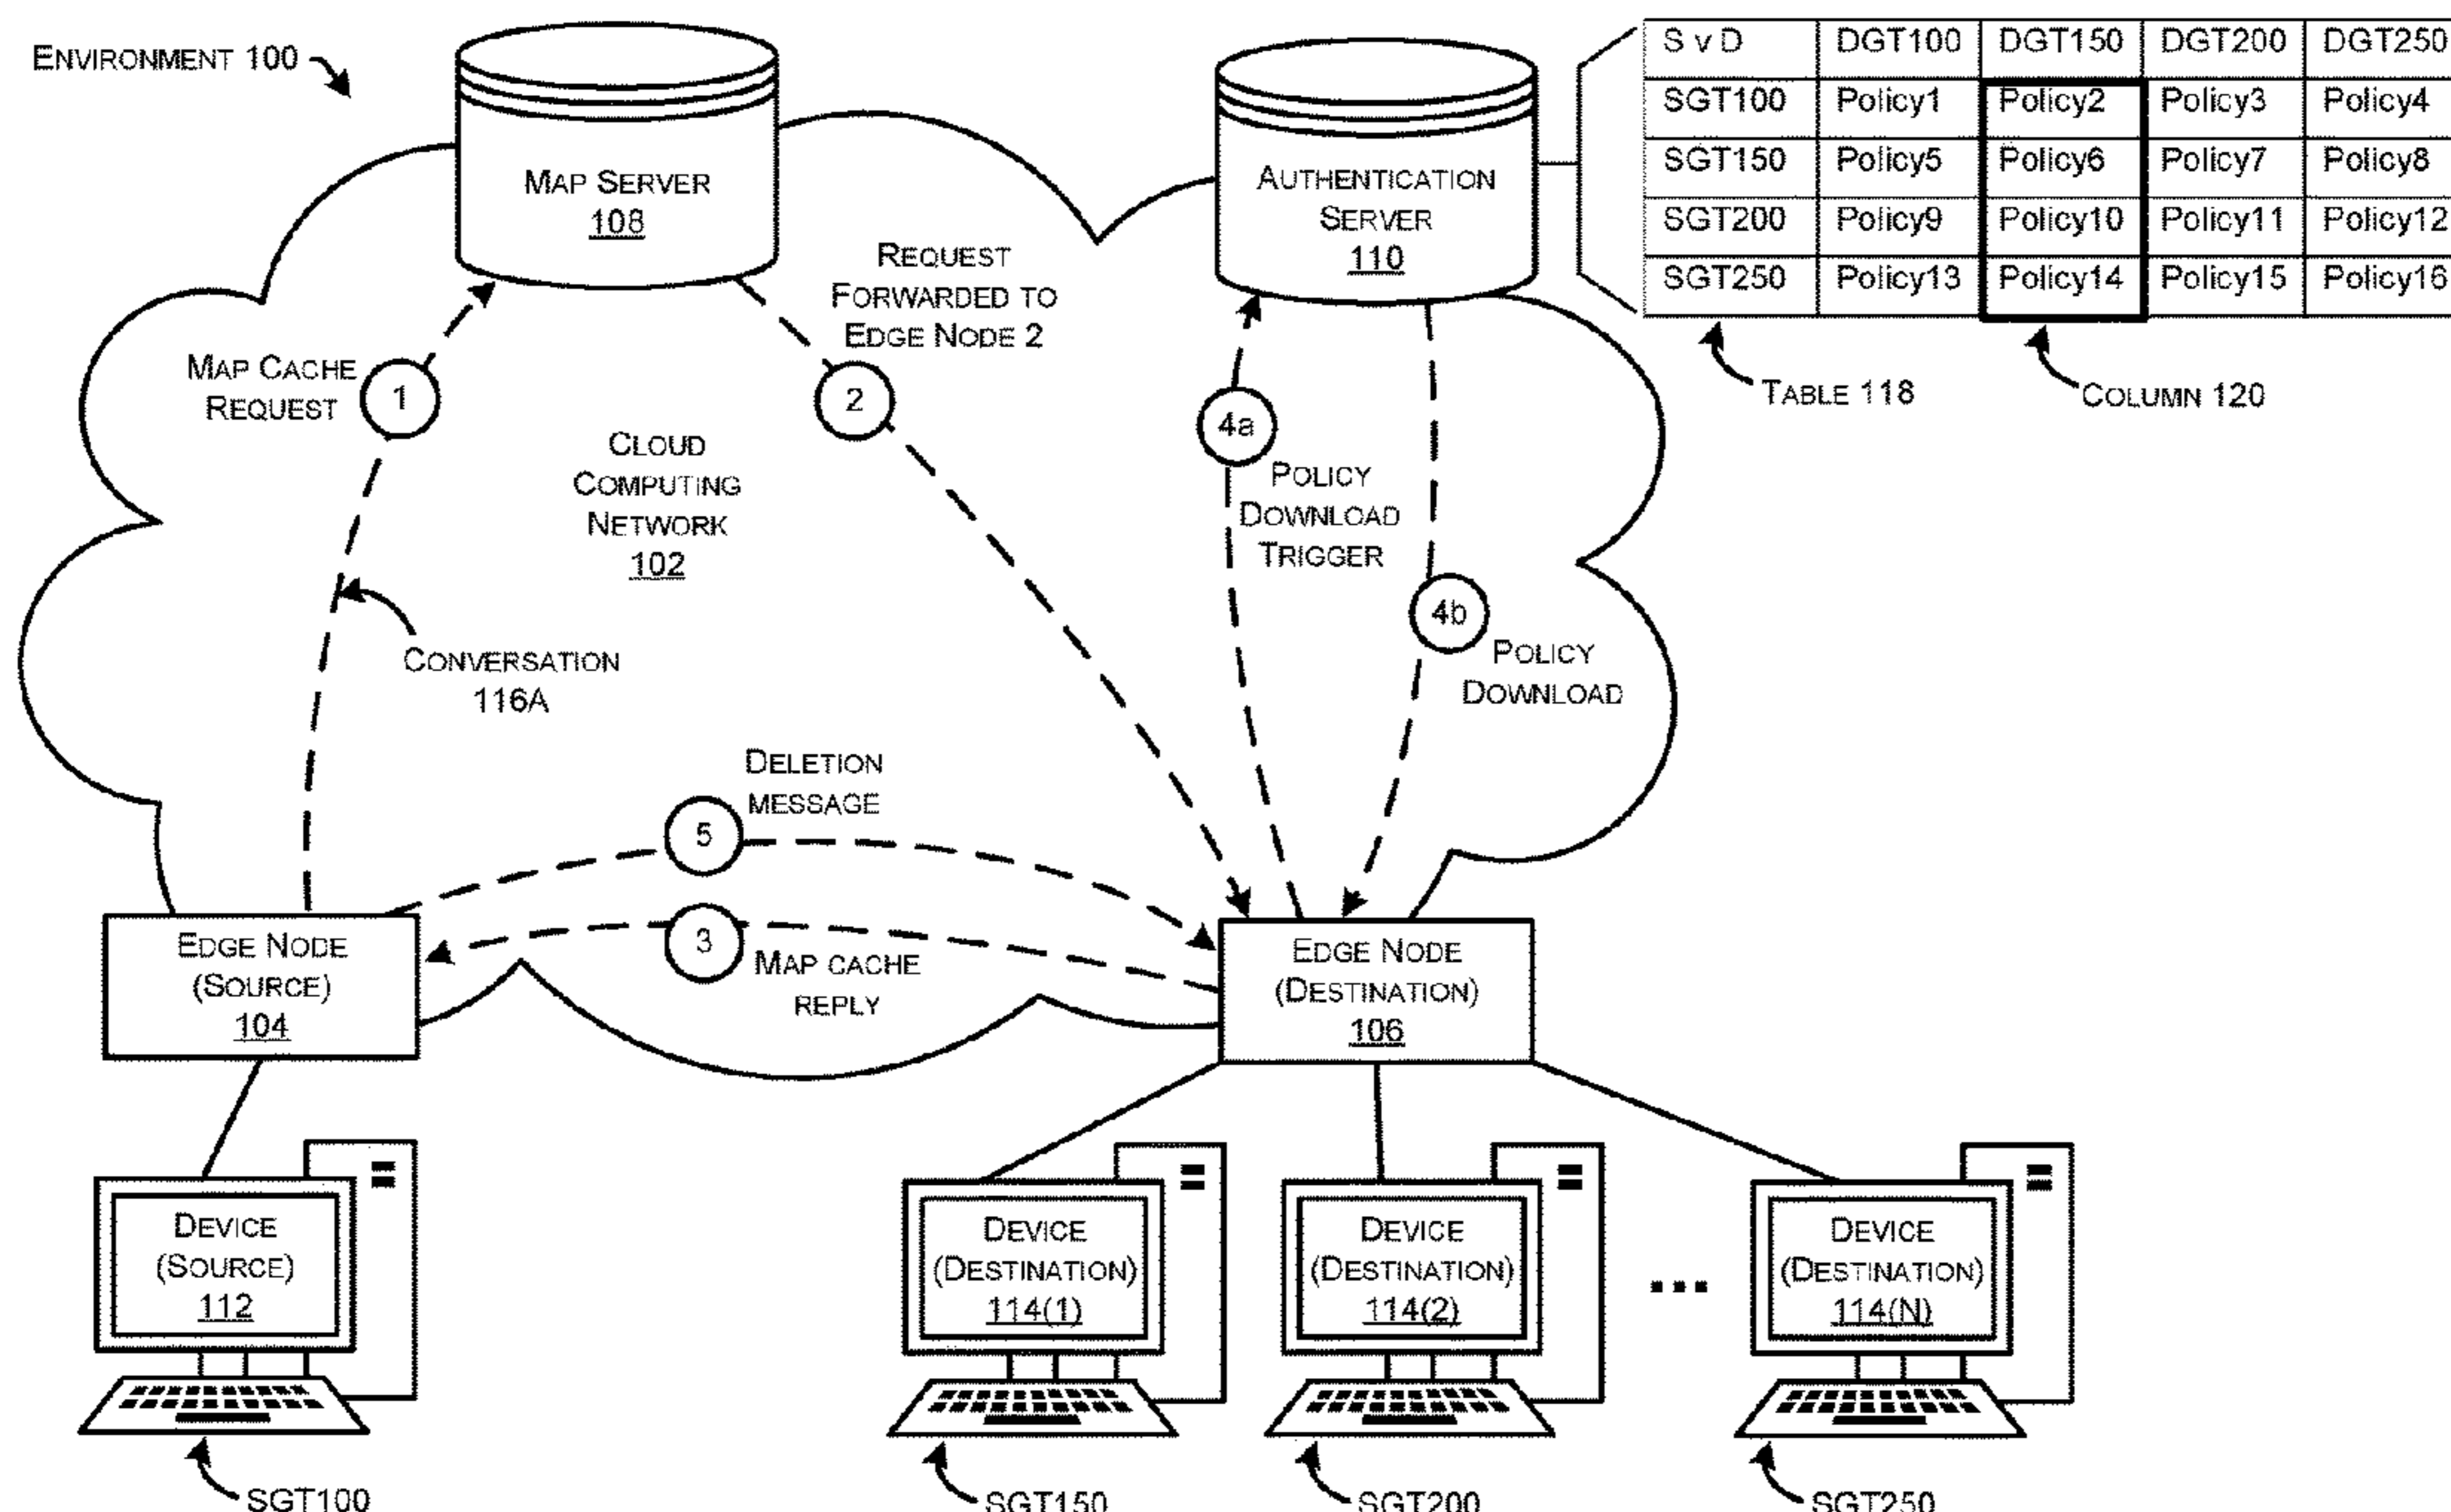 ENVIRONMENT 100
MAP SERVER
108
AUTHENTICATION
SERVER
110
S v D DGT100 DGT150 DGT200 DGT250
SGT100 Policy1 Policy2 Policy3 Policy4
SGT150 Policy5 Policy6 Policy7 Policy8
SGT200 Policy9 Policy10 Policy11 Policy12
SGT250 Policy13 Policy14 Policy15 Policy16
TABLE 118
COLUMN 120
REQUEST
FORWARDED TO
EDGE NODE 2
MAP CACHE
REQUEST
1
2
4a
POLICY
DOWNLOAD
TRIGGER
CLOUD
COMPUTING
NETWORK
102
4b
POLICY
DOWNLOAD
CONVERSATION
116A
DELETION
MESSAGE
5
3
MAP CACHE
REPLY
EDGE NODE
(SOURCE)
104
EDGE NODE
(DESTINATION)
106
DEVICE
(SOURCE)
112
DEVICE
(DESTINATION)
114(1)
DEVICE
(DESTINATION)
114(2)
...
DEVICE
(DESTINATION)
114(N)
SGT100
SGT150
SGT200
SGT250